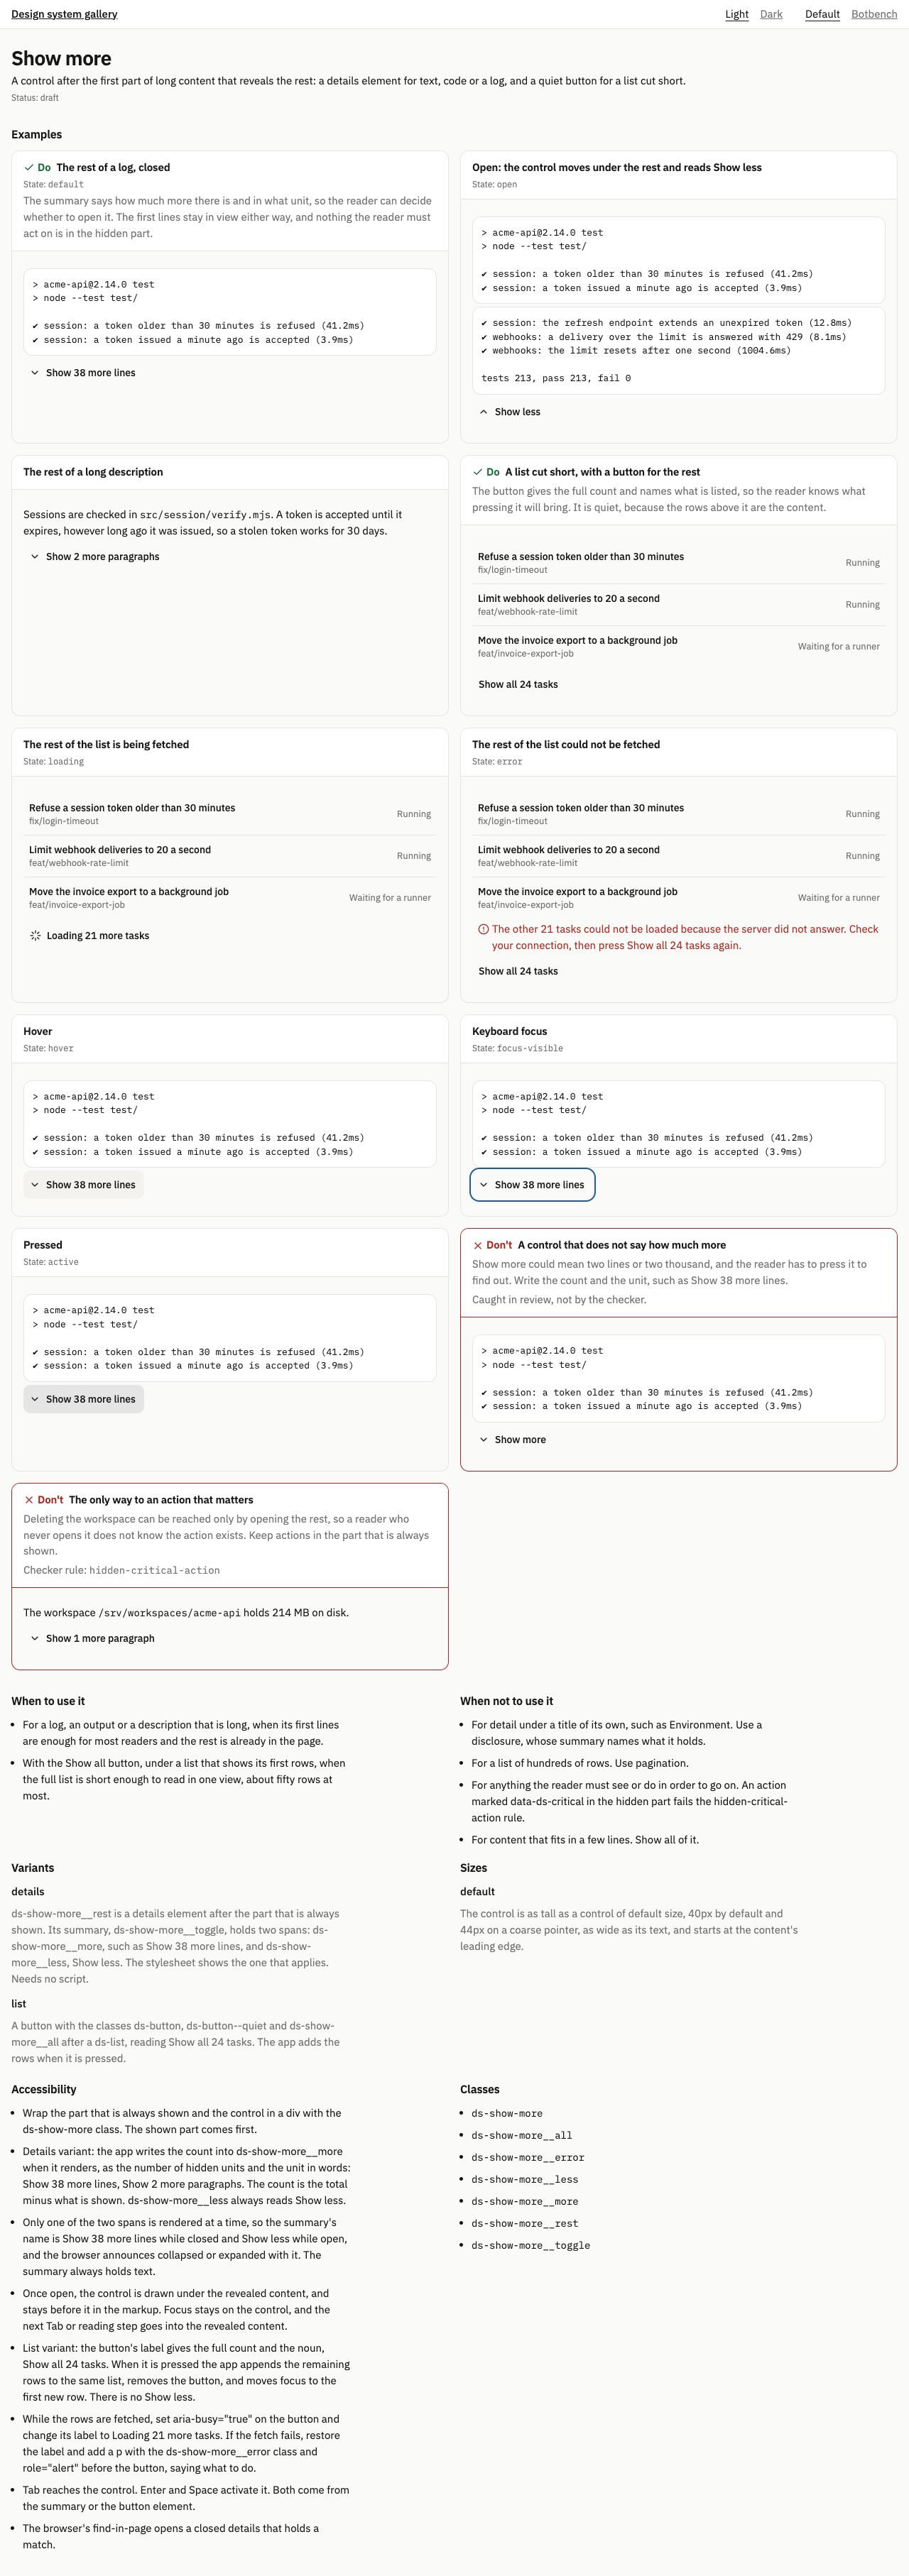 Design system gallery
Light Dark Default Botbench
Show more
A control after the first part of long content that reveals the rest: a details element for text, code or a log, and a quiet button for a list cut short.
Status: draft
Examples
Do The rest of a log, closed
State: default
The summary says how much more there is and in what unit, so the reader can decide
whether to open it. The first lines stay in view either way, and nothing the reader must
act on is in the hidden part.
> acme-api@2.14.0 test
> node --test test/
✔ session: a token older than 30 minutes is refused (41.2ms)
✔ session: a token issued a minute ago is accepted (3.9ms)
Show 38 more lines
Open: the control moves under the rest and reads Show less
State: open
> acme-api@2.14.0 test
> node --test test/
✔ session: a token older than 30 minutes is refused (41.2ms)
✔ session: a token issued a minute ago is accepted (3.9ms)
✔ session: the refresh endpoint extends an unexpired token (12.8ms)
✔ webhooks: a delivery over the limit is answered with 429 (8.1ms)
✔ webhooks: the limit resets after one second (1004.6ms)
tests 213, pass 213, fail 0
Show less
The rest of a long description
Sessions are checked in src/session/verify.mjs. A token is accepted until it
expires, however long ago it was issued, so a stolen token works for 30 days.
Show 2 more paragraphs
Do A list cut short, with a button for the rest
The button gives the full count and names what is listed, so the reader knows what
pressing it will bring. It is quiet, because the rows above it are the content.
Refuse a session token older than 30 minutes
fix/login-timeout
Running
Limit webhook deliveries to 20 a second
feat/webhook-rate-limit
Running
Move the invoice export to a background job
feat/invoice-export-job
Waiting for a runner
Show all 24 tasks
The rest of the list is being fetched
State: loading
Refuse a session token older than 30 minutes
fix/login-timeout
Running
Limit webhook deliveries to 20 a second
feat/webhook-rate-limit
Running
Move the invoice export to a background job
feat/invoice-export-job
Waiting for a runner
Loading 21 more tasks
The rest of the list could not be fetched
State: error
Refuse a session token older than 30 minutes
fix/login-timeout
Running
Limit webhook deliveries to 20 a second
feat/webhook-rate-limit
Running
Move the invoice export to a background job
feat/invoice-export-job
Waiting for a runner
The other 21 tasks could not be loaded because the server did not answer. Check
your connection, then press Show all 24 tasks again.
Show all 24 tasks
Hover
State: hover
> acme-api@2.14.0 test
> node --test test/
✔ session: a token older than 30 minutes is refused (41.2ms)
✔ session: a token issued a minute ago is accepted (3.9ms)
Show 38 more lines
Keyboard focus
State: focus-visible
> acme-api@2.14.0 test
> node --test test/
✔ session: a token older than 30 minutes is refused (41.2ms)
✔ session: a token issued a minute ago is accepted (3.9ms)
Show 38 more lines
Pressed
State: active
> acme-api@2.14.0 test
> node --test test/
✔ session: a token older than 30 minutes is refused (41.2ms)
✔ session: a token issued a minute ago is accepted (3.9ms)
Show 38 more lines
Don't A control that does not say how much more
Show more could mean two lines or two thousand, and the reader has to press it to
find out. Write the count and the unit, such as Show 38 more lines.
Caught in review, not by the checker.
> acme-api@2.14.0 test
> node --test test/
✔ session: a token older than 30 minutes is refused (41.2ms)
✔ session: a token issued a minute ago is accepted (3.9ms)
Show more
Don't The only way to an action that matters
Deleting the workspace can be reached only by opening the rest, so a reader who
never opens it does not know the action exists. Keep actions in the part that is always
shown.
Checker rule: hidden-critical-action
The workspace /srv/workspaces/acme-api holds 214 MB on disk.
Show 1 more paragraph
When to use it
• For a log, an output or a description that is long, when its first lines
are enough for most readers and the rest is already in the page.
• With the Show all button, under a list that shows its first rows, when
the full list is short enough to read in one view, about fifty rows at
most.
When not to use it
• For detail under a title of its own, such as Environment. Use a
disclosure, whose summary names what it holds.
• For a list of hundreds of rows. Use pagination.
• For anything the reader must see or do in order to go on. An action
marked data-ds-critical in the hidden part fails the hidden-critical-
action rule.
• For content that fits in a few lines. Show all of it.
Variants
details
ds-show-more__rest is a details element after the part that is always
shown. Its summary, ds-show-more__toggle, holds two spans: ds-
show-more__more, such as Show 38 more lines, and ds-show-
more__less, Show less. The stylesheet shows the one that applies.
Needs no script.
list
A button with the classes ds-button, ds-button--quiet and ds-show-
more__all after a ds-list, reading Show all 24 tasks. The app adds the
rows when it is pressed.
Sizes
default
The control is as tall as a control of default size, 40px by default and
44px on a coarse pointer, as wide as its text, and starts at the content's
leading edge.
Accessibility
• Wrap the part that is always shown and the control in a div with the
ds-show-more class. The shown part comes first.
• Details variant: the app writes the count into ds-show-more__more
when it renders, as the number of hidden units and the unit in words:
Show 38 more lines, Show 2 more paragraphs. The count is the total
minus what is shown. ds-show-more__less always reads Show less.
• Only one of the two spans is rendered at a time, so the summary's
name is Show 38 more lines while closed and Show less while open,
and the browser announces collapsed or expanded with it. The
summary always holds text.
• Once open, the control is drawn under the revealed content, and
stays before it in the markup. Focus stays on the control, and the
next Tab or reading step goes into the revealed content.
• List variant: the button's label gives the full count and the noun,
Show all 24 tasks. When it is pressed the app appends the remaining
rows to the same list, removes the button, and moves focus to the
first new row. There is no Show less.
• While the rows are fetched, set aria-busy="true" on the button and
change its label to Loading 21 more tasks. If the fetch fails, restore
the label and add a p with the ds-show-more__error class and
role="alert" before the button, saying what to do.
• Tab reaches the control. Enter and Space activate it. Both come from
the summary or the button element.
• The browser's find-in-page opens a closed details that holds a
match.
Classes
• ds-show-more
• ds-show-more__all
• ds-show-more__error
• ds-show-more__less
• ds-show-more__more
• ds-show-more__rest
• ds-show-more__toggle